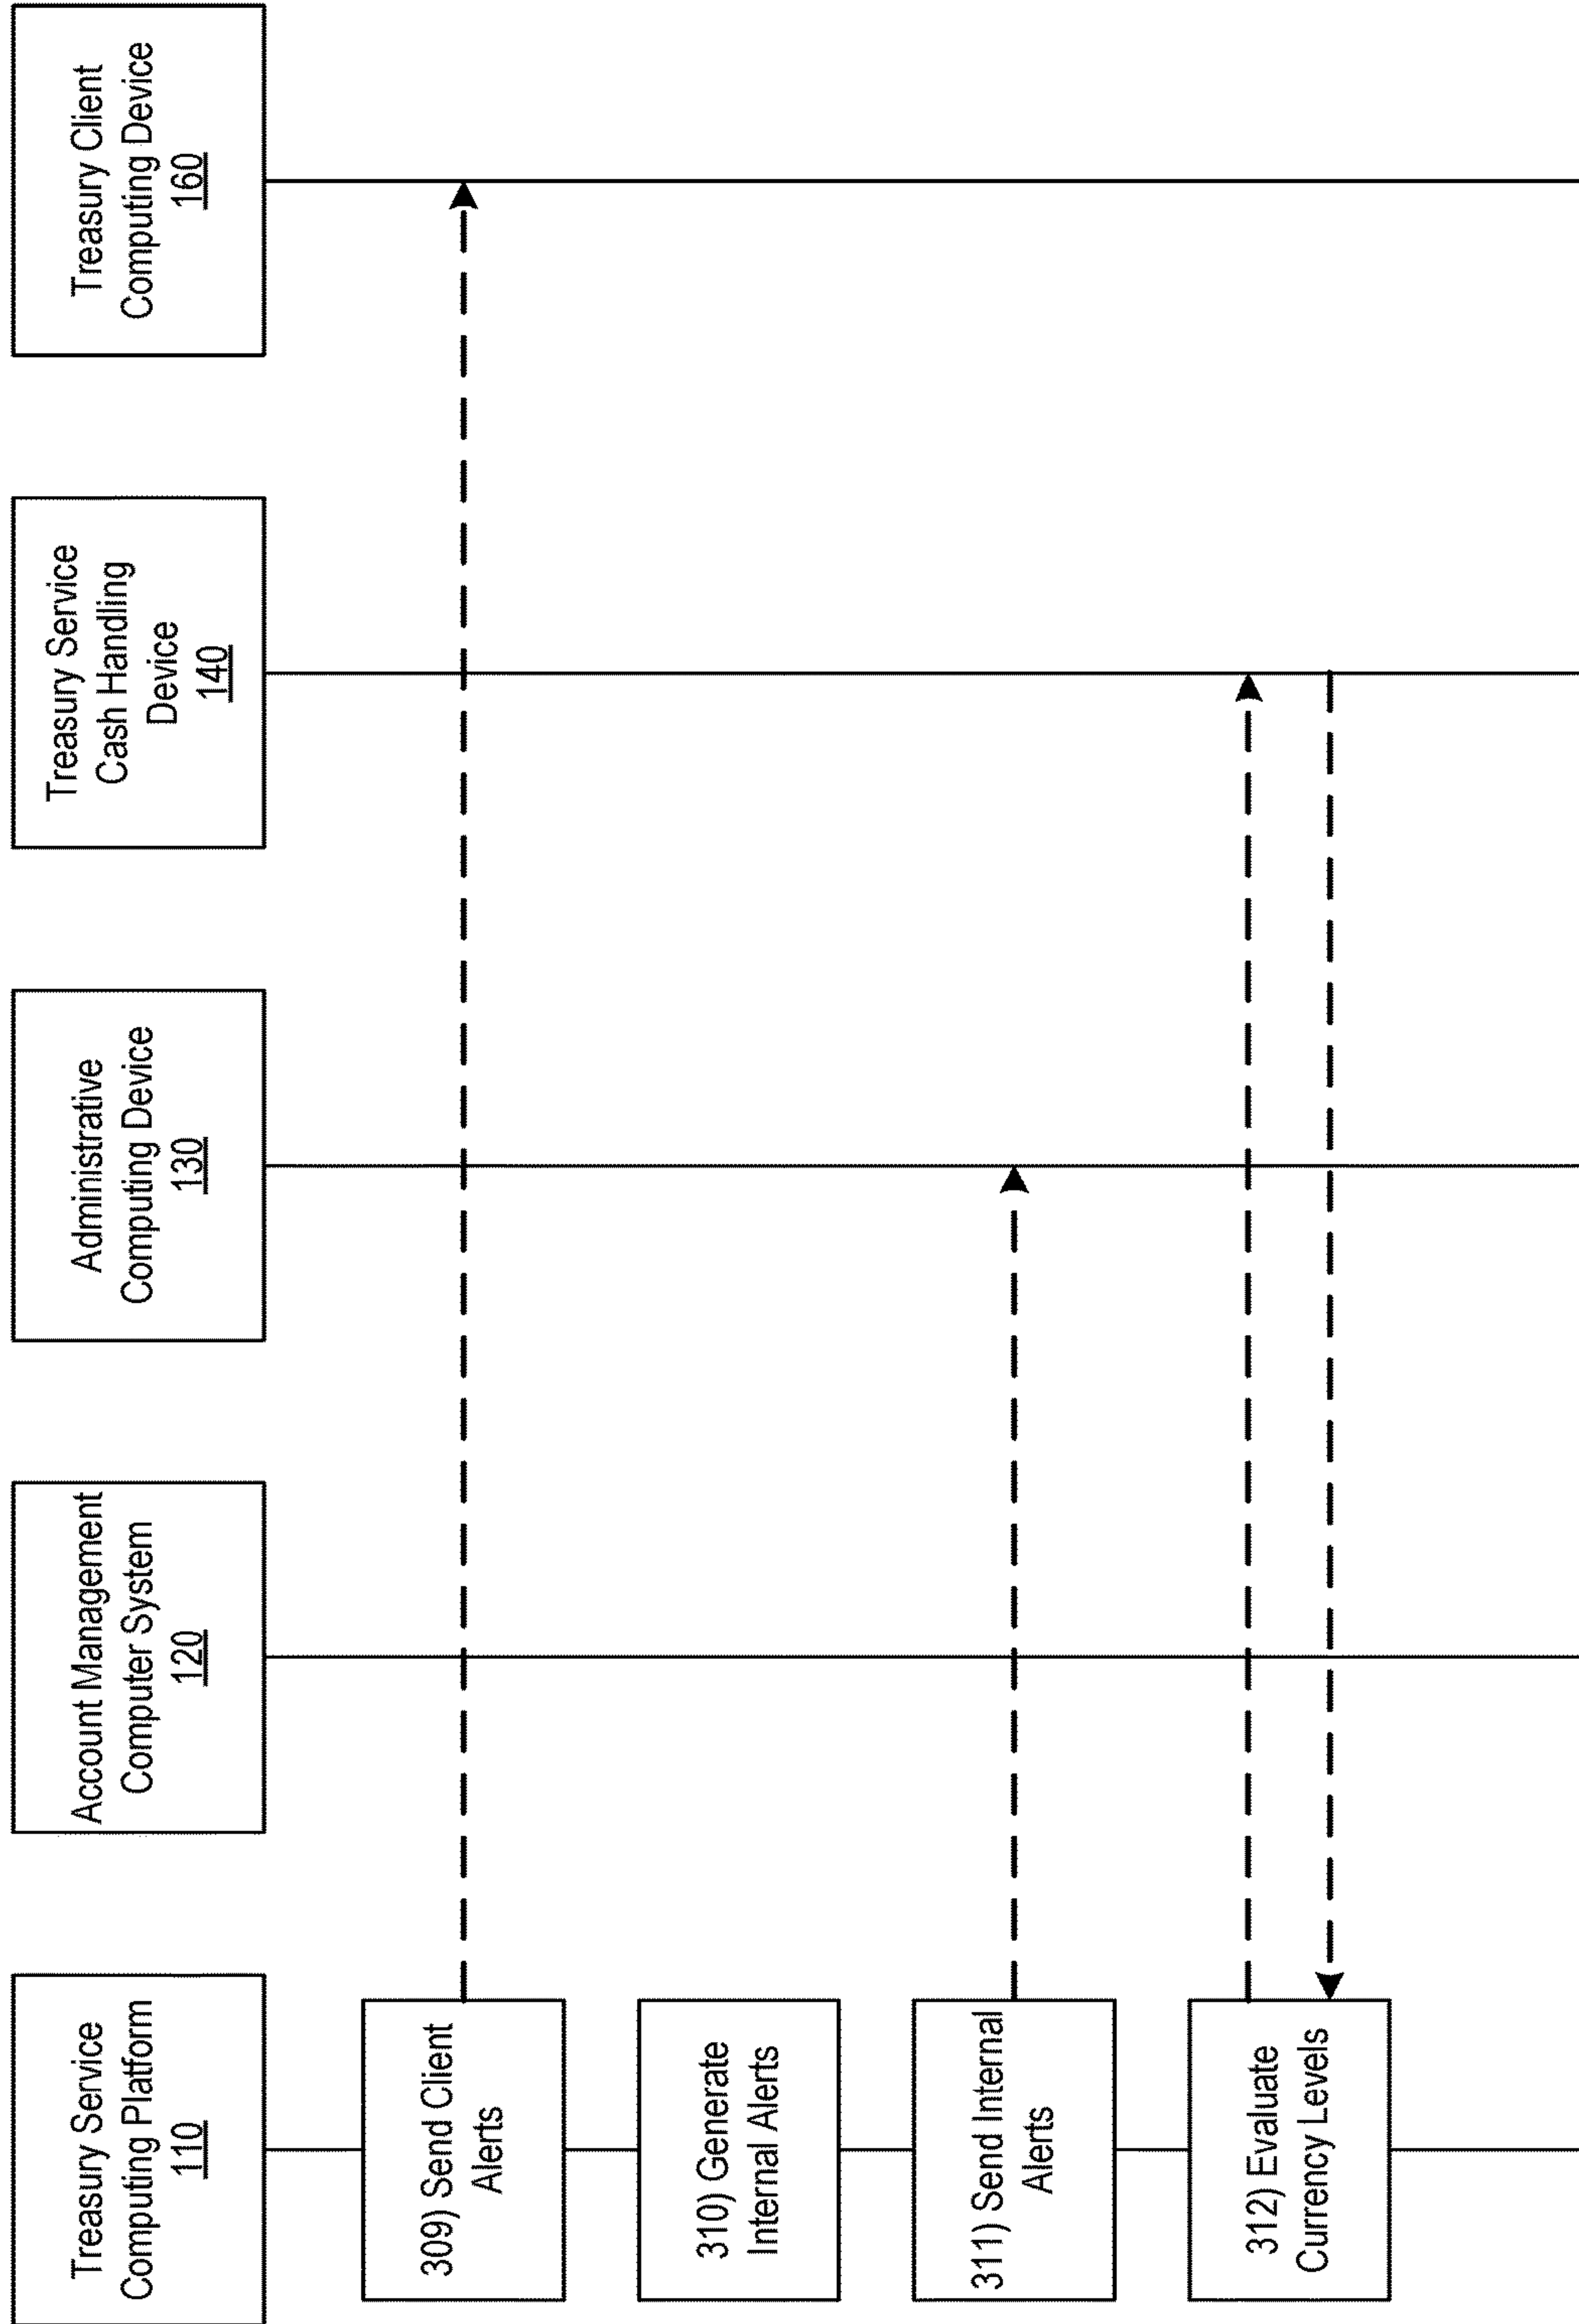 Treasury Service
Computing Platform
110
Account Management
Computer System
120
Administrative
Computing Device
130
Treasury Service
Cash Handling
Device
140
Treasury Client
Computing Device
160
309) Send Client
Alerts
310) Generate
Internal Alerts
311) Send Internal
Alerts
312) Evaluate
Currency Levels